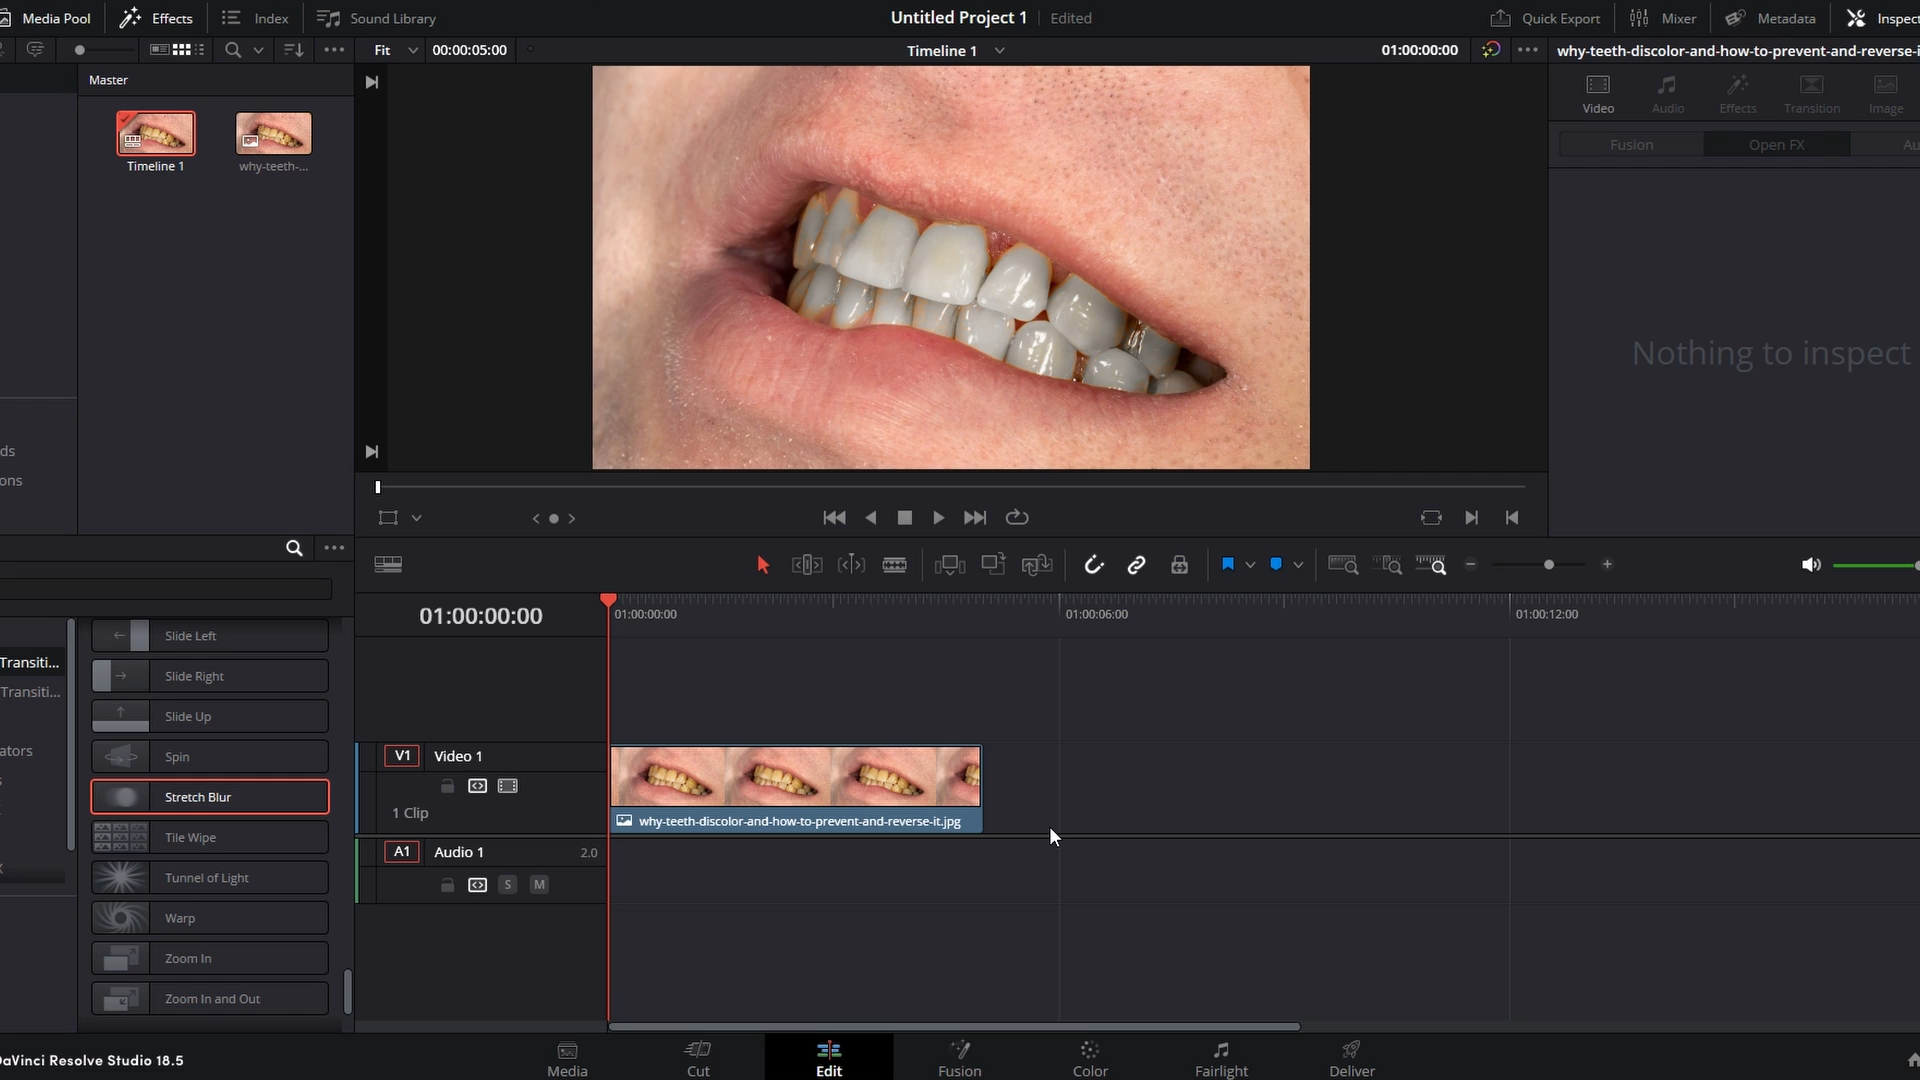 Media Pool
Effects
Index
Sound Library
Untitled Project 1
Edited
Quick Export
Mixer
Metadata
Inspect
Fit
00:00:05:00
Timeline 1
01:00:00:00
why-teeth-discolor-and-how-to-prevent-and-reverse-i
Master
Timeline 1
why-teeth-...
Video
Audio
Effects
Transition
Image
Fusion
Open FX
Au
Nothing to inspect
ds
ons
01:00:00:00
01:00:00:00
01:00:06:00
01:00:12:00
Transiti...
Transiti...
ators
Slide Left
Slide Right
Slide Up
Spin
Stretch Blur
Tile Wipe
Tunnel of Light
Warp
Zoom In
Zoom In and Out
V1
Video 1
1 Clip
why-teeth-discolor-and-how-to-prevent-and-reverse-it.jpg
A1
Audio 1
2.0
S
M
DaVinci Resolve Studio 18.5
Media
Cut
Edit
Fusion
Color
Fairlight
Deliver